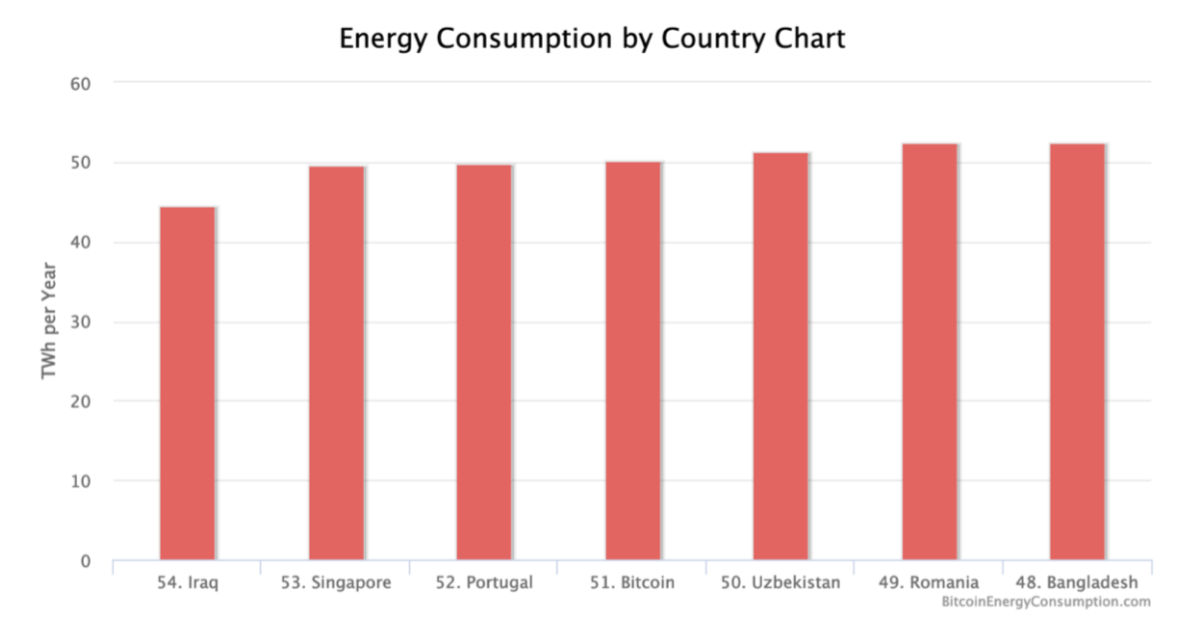 Energy Consumption by Country Chart
60
50
40
30
20
10
0
TWh per Year
54. Iraq
53. Singapore
52. Portugal
51. Bitcoin
50. Uzbekistan
49. Romania
48. Bangladesh
BitcoinEnergyConsumption.com